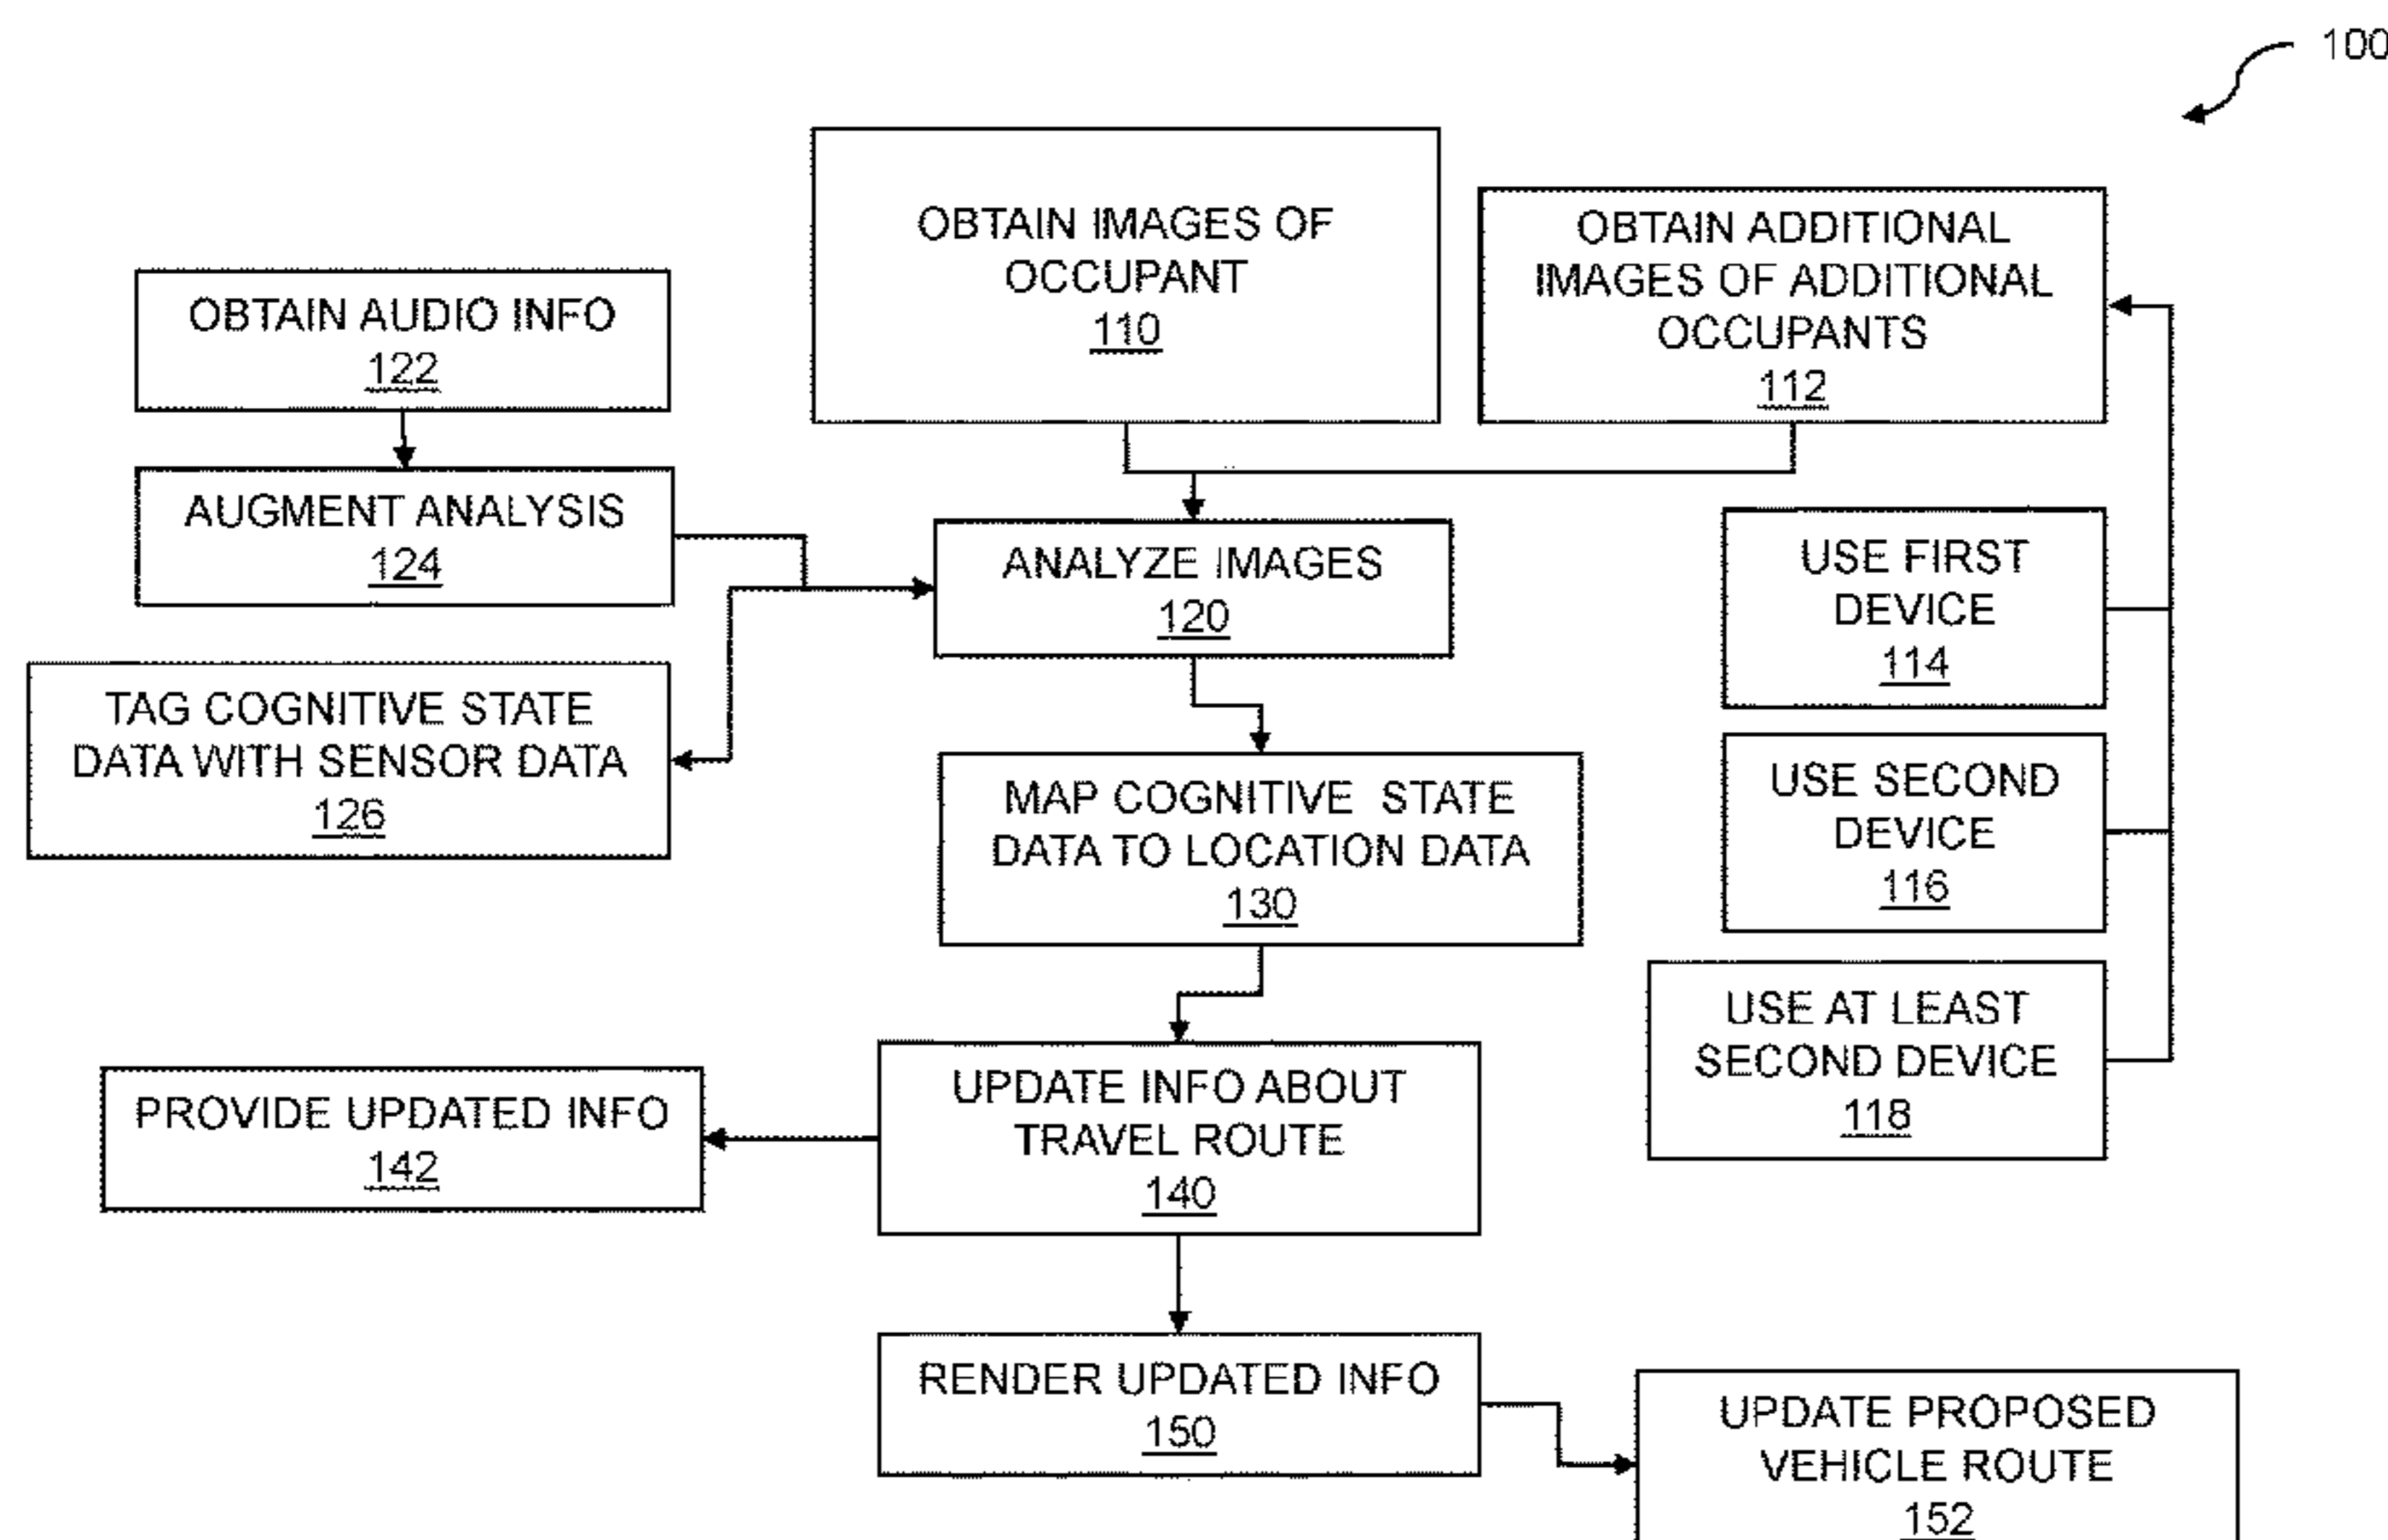 100
OBTAIN IMAGES OF
OCCUPANT
110
OBTAIN ADDITIONAL
IMAGES OF ADDITIONAL
OCCUPANTS
112
OBTAIN AUDIO INFO
122
AUGMENT ANALYSIS
124
ANALYZE IMAGES
120
USE FIRST
DEVICE
114
TAG COGNITIVE STATE
DATA WITH SENSOR DATA
126
MAP COGNITIVE STATE
DATA TO LOCATION DATA
130
USE SECOND
DEVICE
116
USE AT LEAST
SECOND DEVICE
118
PROVIDE UPDATED INFO
142
UPDATE INFO ABOUT
TRAVEL ROUTE
140
RENDER UPDATED INFO
150
UPDATE PROPOSED
VEHICLE ROUTE
152